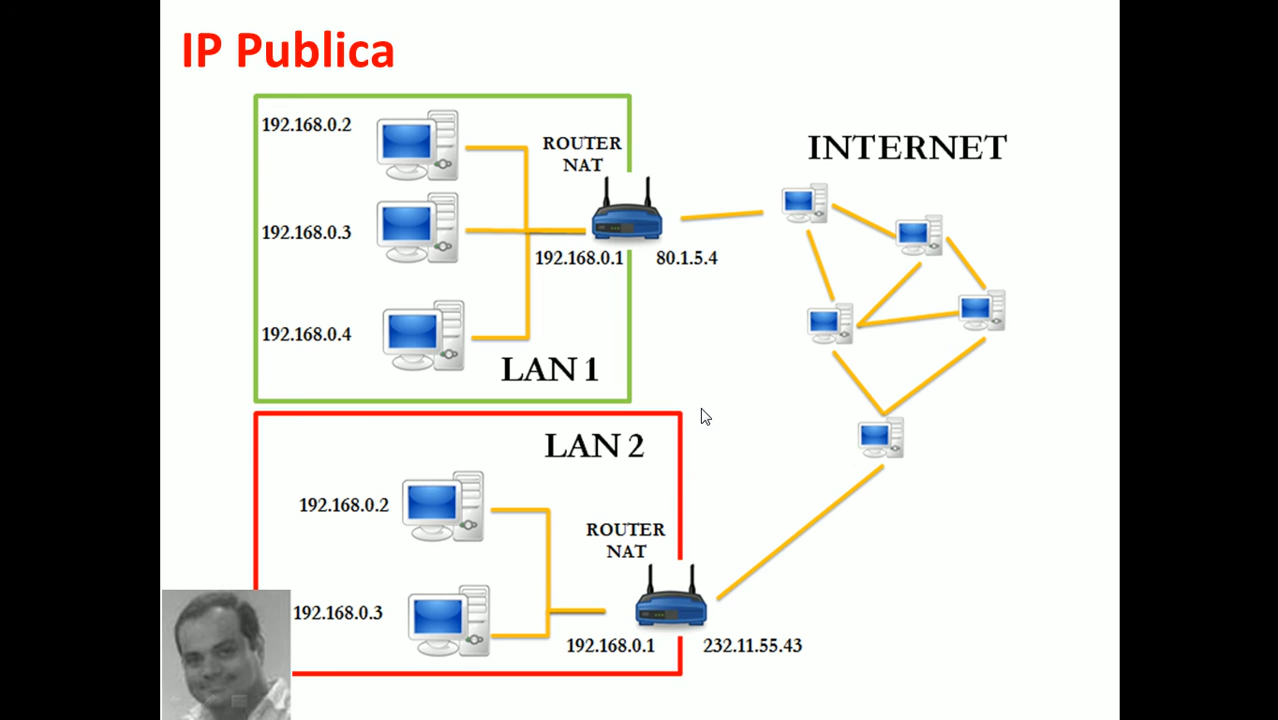 IP Publica
192.168.0.2
ROUTER
NAT
INTERNET
192.168.0.3
192.168.0.1
80.1.5.4
192.168.0.4
LAN 1
LAN 2
192.168.0.2
ROUTER
NAT
192.168.0.3
192.168.0.1
232.11.55.43